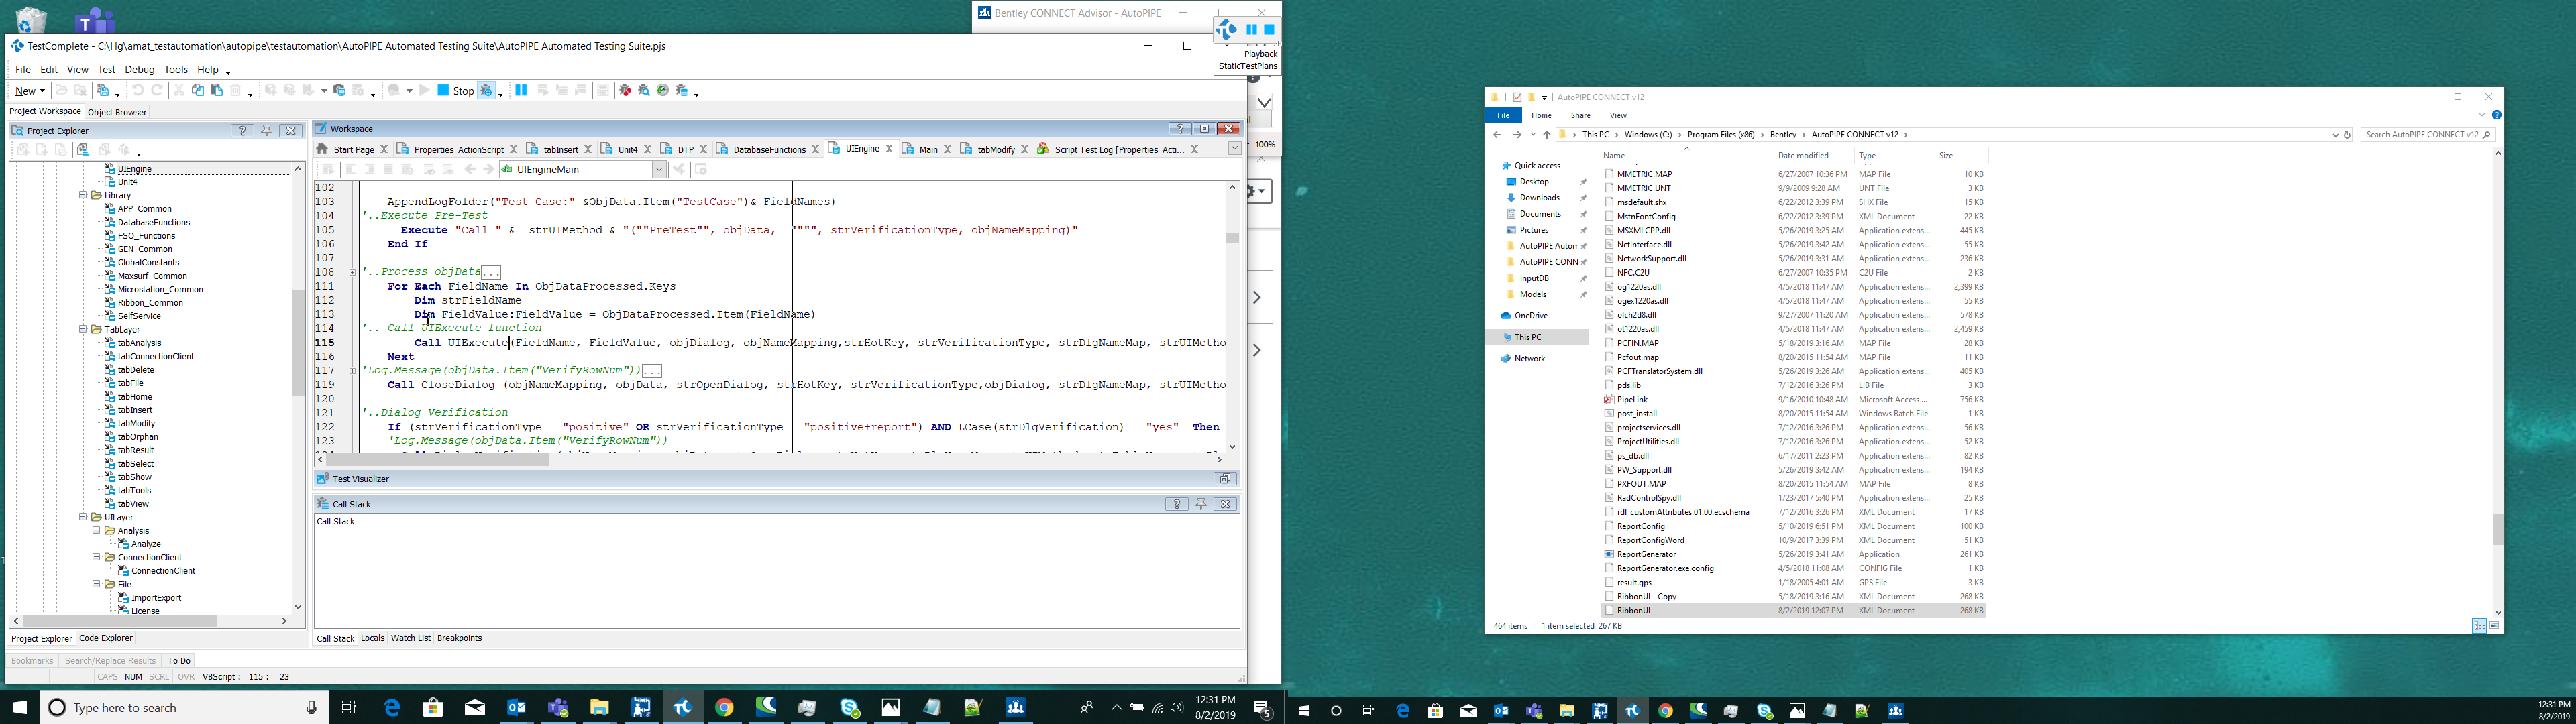 Bentley CONNECT Advisor - AutoPIPE
TestComplete - C:\Hg\amat_testautomation\autopipe\testautomation\AutoPIPE Automated Testing Suite\AutoPIPE Automated Testing Suite.pjs
Playback
StaticTestPlans
File Edit View Test Debug Tools Help
New Stop
Project Workspace Object Browser
Project Explorer
UIEngine
Unit4
Library
APP_Common
DatabaseFunctions
FSO_Functions
GEN_Common
GlobalConstants
Maxsurf_Common
Microstation_Common
Ribbon_Common
SelfService
TabLayer
tabAnalysis
tabConnectionClient
tabDelete
tabFile
tabHome
tabInsert
tabModify
tabOrphan
tabResult
tabSelect
tabShow
tabTools
tabView
UILayer
Analysis
Analyze
ConnectionClient
ConnectionClient
File
ImportExport
License
Project Explorer Code Explorer
Workspace
Start Page Properties_ActionScript tabInsert Unit4 DTP DatabaseFunctions UIEngine Main tabModify Script Test Log [Properties_Acti...
100%
UIEngineMain
102
103 AppendLogFolder("Test Case:" &ObjData.Item("TestCase")& FieldNames)
104 '..Execute Pre-Test
105 Execute "Call " & strUIMethod & "(""PreTest"", objData, """", strVerificationType, objNameMapping)"
106 End If
107
108 '..Process objData...
111 For Each FieldName In ObjDataProcessed.Keys
112 Dim strFieldName
113 Dim FieldValue:FieldValue = ObjDataProcessed.Item(FieldName)
114 '.. Call UIExecute function
115 Call UIExecute(FieldName, FieldValue, objDialog, objNameMapping,strHotKey, strVerificationType, strDlgNameMap, strUIMetho
116 Next
117 'Log.Message(objData.Item("VerifyRowNum"))...
119 Call CloseDialog (objNameMapping, objData, strOpenDialog, strHotKey, strVerificationType,objDialog, strDlgNameMap, strUIMetho
120
121 '..Dialog Verification
122 If (strVerificationType = "positive" OR strVerificationType = "positive+report") AND LCase(strDlgVerification) = "yes" Then
123 'Log.Message(objData.Item("VerifyRowNum"))
Test Visualizer
Call Stack
Call Stack
Call Stack Locals Watch List Breakpoints
Bookmarks Search/Replace Results To Do
CAPS NUM SCRL OVR VBScript : 115 : 23
Type here to search
12:31 PM
8/2/2019
5
AutoPIPE CONNECT v12
File Home Share View
This PC Windows (C:) Program Files (x86) Bentley AutoPIPE CONNECT v12
Search AutoPIPE CONNECT v12
Quick access
Desktop
Downloads
Documents
Pictures
AutoPIPE Autom
AutoPIPE CONN
InputDB
Models
OneDrive
This PC
Network
Name Date modified Type Size
MMETRIC.MAP 6/27/2007 10:36 PM MAP File 10 KB
MMETRIC.UNT 9/9/2009 9:28 AM UNT File 3 KB
msdefault.shx 6/22/2012 3:39 PM SHX File 15 KB
MstnFontConfig 6/22/2012 3:39 PM XML Document 22 KB
MSXMLCPP.dll 5/26/2019 3:25 AM Application extens... 445 KB
NetInterface.dll 5/26/2019 3:42 AM Application extens... 55 KB
NetworkSupport.dll 5/26/2019 3:31 AM Application extens... 236 KB
NFC.C2U 6/27/2007 10:35 PM C2U File 2 KB
og1220as.dll 4/5/2018 11:47 AM Application extens... 2,399 KB
ogex1220as.dll 4/5/2018 11:47 AM Application extens... 55 KB
olch2d8.dll 9/27/2007 11:20 AM Application extens... 578 KB
ot1220as.dll 4/5/2018 11:47 AM Application extens... 2,459 KB
PCFIN.MAP 5/18/2019 3:16 AM MAP File 28 KB
Pcfout.map 8/20/2015 11:54 AM MAP File 11 KB
PCFTranslatorSystem.dll 5/26/2019 3:26 AM Application extens... 405 KB
pds.lib 7/12/2016 3:26 PM LIB File 3 KB
PipeLink 9/16/2010 10:48 AM Microsoft Access ... 756 KB
post_install 8/20/2015 11:54 AM Windows Batch File 1 KB
projectservices.dll 7/12/2016 3:26 PM Application extens... 56 KB
ProjectUtilities.dll 7/12/2016 3:26 PM Application extens... 52 KB
ps_db.dll 6/17/2011 2:23 PM Application extens... 82 KB
PW_Support.dll 5/26/2019 3:42 AM Application extens... 194 KB
PXFOUT.MAP 8/20/2015 11:54 AM MAP File 8 KB
RadControlSpy.dll 1/23/2017 5:40 PM Application extens... 25 KB
rdl_customAttributes.01.00.ecschema 7/12/2016 3:26 PM XML Document 17 KB
ReportConfig 5/10/2019 6:51 PM XML Document 100 KB
ReportConfigWord 10/9/2017 3:39 PM XML Document 51 KB
ReportGenerator 5/26/2019 3:41 AM Application 261 KB
ReportGenerator.exe.config 4/5/2018 11:08 AM CONFIG File 1 KB
result.gps 1/18/2005 4:01 AM GPS File 3 KB
RibbonUI - Copy 5/18/2019 3:16 AM XML Document 268 KB
RibbonUI 8/2/2019 12:07 PM XML Document 268 KB
464 items 1 item selected 267 KB
12:31 PM
8/2/2019